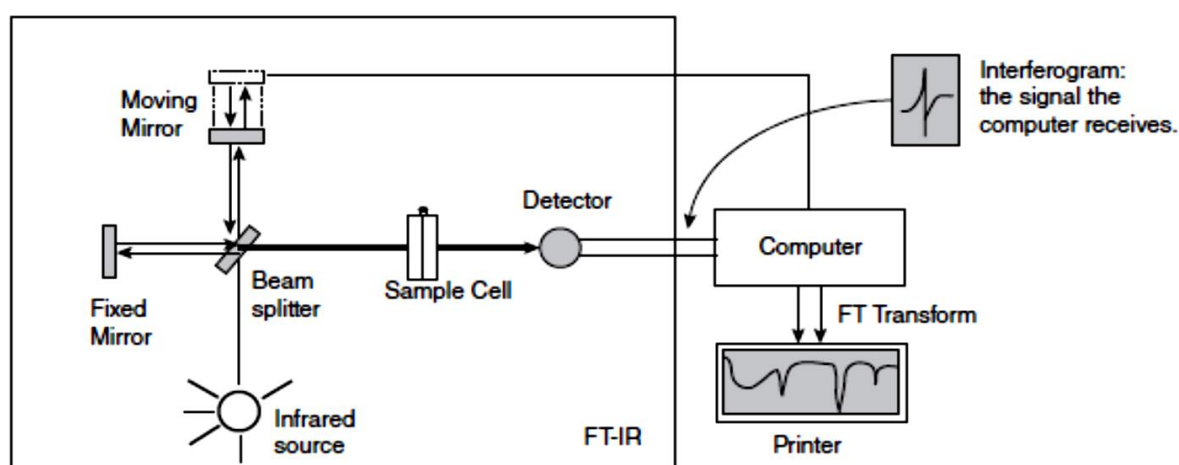 Moving
Mirror
Fixed
Mirror
Beam
splitter
Infrared
source
Sample Cell
Detector
FT-IR
Interferogram:
the signal the
computer receives.
Computer
FT Transform
Printer